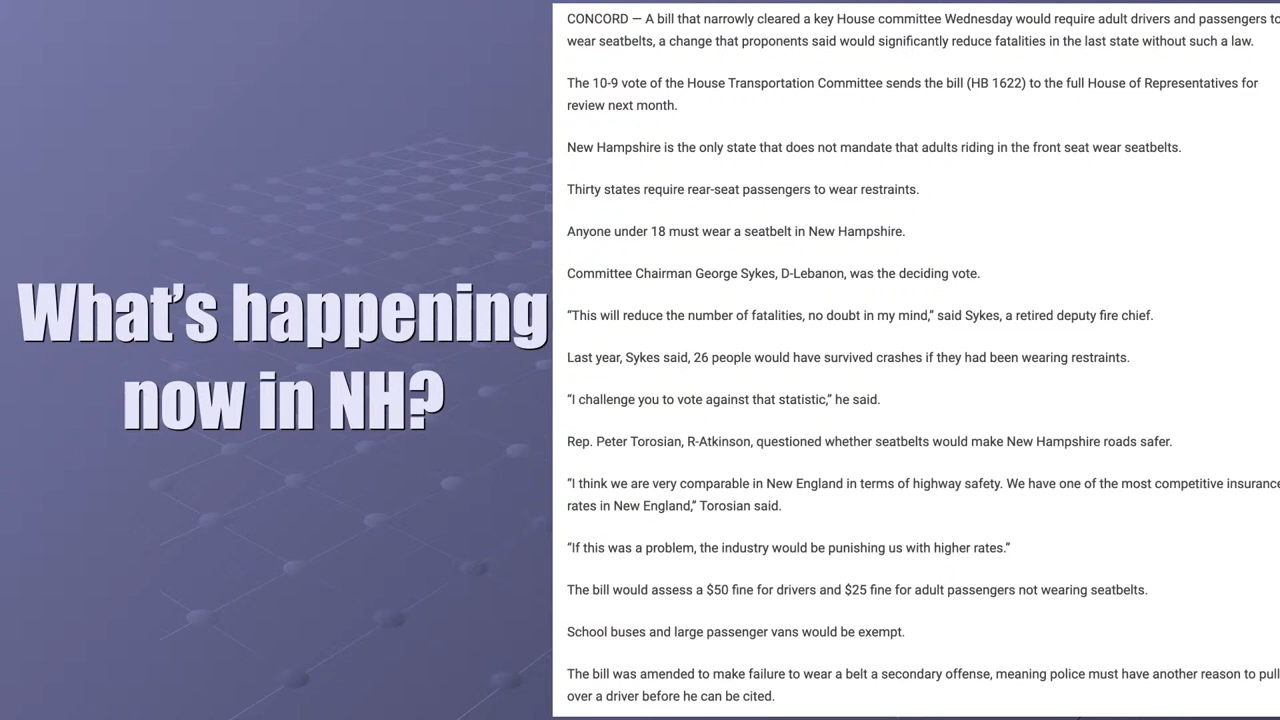 What's happening
now in NH?
CONCORD — A bill that narrowly cleared a key House committee Wednesday would require adult drivers and passengers to
wear seatbelts, a change that proponents said would significantly reduce fatalities in the last state without such a law.
The 10-9 vote of the House Transportation Committee sends the bill (HB 1622) to the full House of Representatives for
review next month.
New Hampshire is the only state that does not mandate that adults riding in the front seat wear seatbelts.
Thirty states require rear-seat passengers to wear restraints.
Anyone under 18 must wear a seatbelt in New Hampshire.
Committee Chairman George Sykes, D-Lebanon, was the deciding vote.
“This will reduce the number of fatalities, no doubt in my mind,” said Sykes, a retired deputy fire chief.
Last year, Sykes said, 26 people would have survived crashes if they had been wearing restraints.
“I challenge you to vote against that statistic,” he said.
Rep. Peter Torosian, R-Atkinson, questioned whether seatbelts would make New Hampshire roads safer.
“I think we are very comparable in New England in terms of highway safety. We have one of the most competitive insurance
rates in New England,” Torosian said.
“If this was a problem, the industry would be punishing us with higher rates.”
The bill would assess a $50 fine for drivers and $25 fine for adult passengers not wearing seatbelts.
School buses and large passenger vans would be exempt.
The bill was amended to make failure to wear a belt a secondary offense, meaning police must have another reason to pull
over a driver before he can be cited.